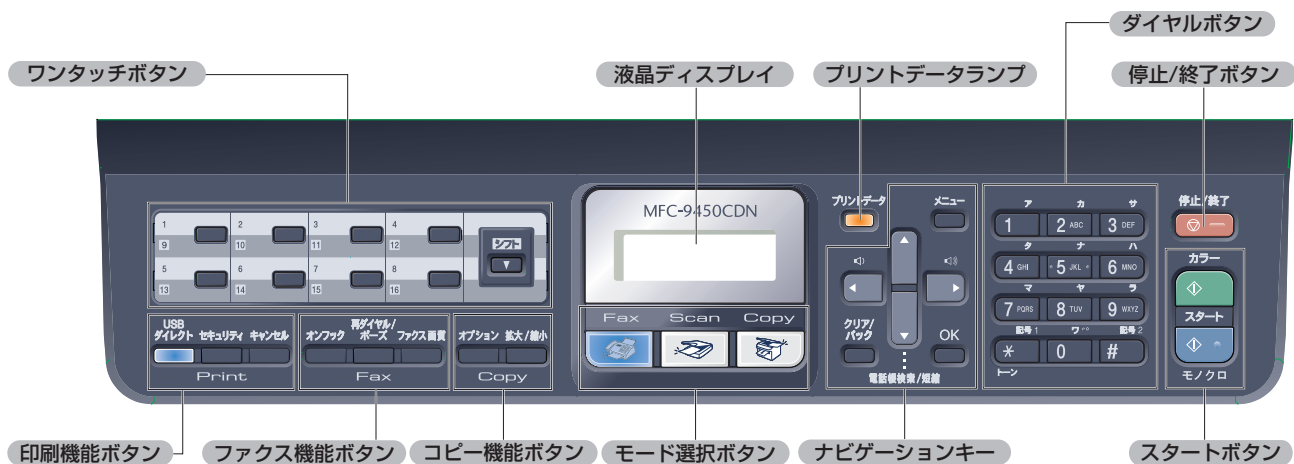 ダイヤルボタン
ワンタッチボタン
液晶ディスプレイ
プリントデータランプ
停止/終了ボタン
MFC-9450CDN
プリントデータ
メニュー
ア カ サ
停止/終了
1 2 3 4
9 10 11 12
シフト
5 6 7 8
13 14 15 16
1 2 ABC 3 DEF
タ ナ ハ
4 GHI 5 JKL 6 MNO
マ ヤ ラ
7 PQRS 8 TUV 9 WXYZ
記号1 ワ 記号2
* 0 #
トーン
カラー
スタート
モノクロ
Fax Scan Copy
クリア/
バック
OK
電話帳検索/短縮
USB
ダイレクト セキュリティ キャンセル
Print
再ダイヤル/
オンフック ポーズ ファクス画質
Fax
オプション 拡大/縮小
Copy
印刷機能ボタン
ファクス機能ボタン
コピー機能ボタン
モード選択ボタン
ナビゲーションキー
スタートボタン